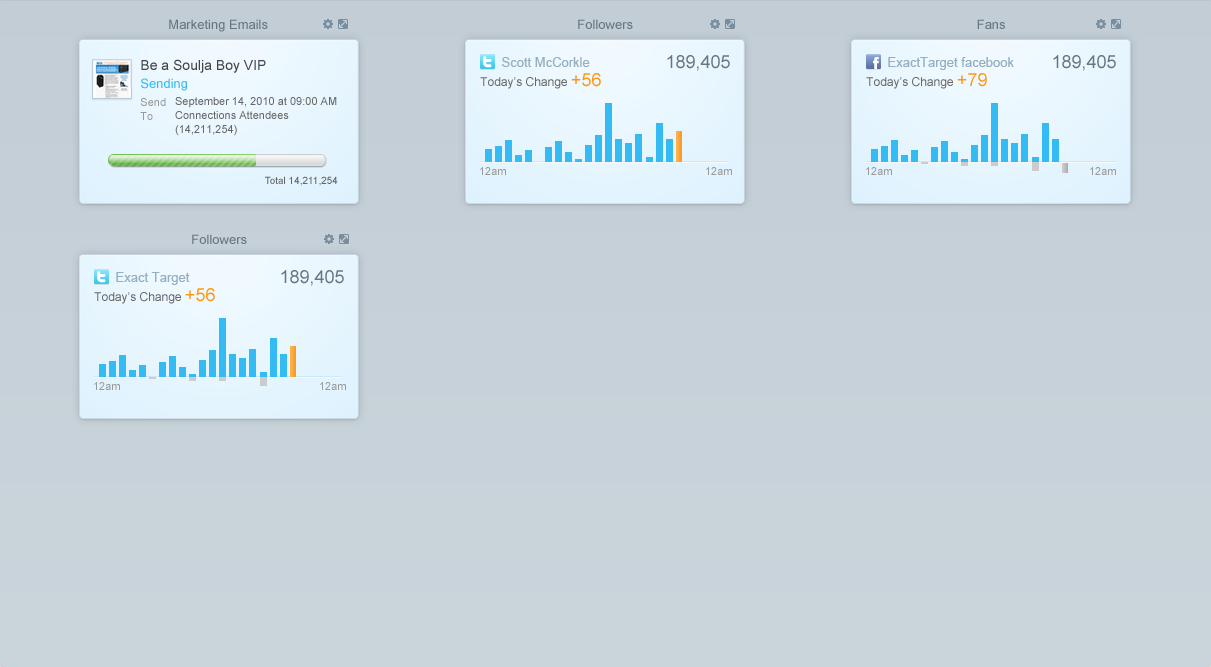 Marketing Emails
Be a Soulja Boy VIP
Sending
Send September 14, 2010 at 09:00 AM
To Connections Attendees
(14,211,254)
Total 14,211,254
Followers
Scott McCorkle 189,405
Today's Change +56
12am 12am
Fans
ExactTarget facebook 189,405
Today's Change +79
12am 12am
Followers
Exact Target 189,405
Today's Change +56
12am 12am